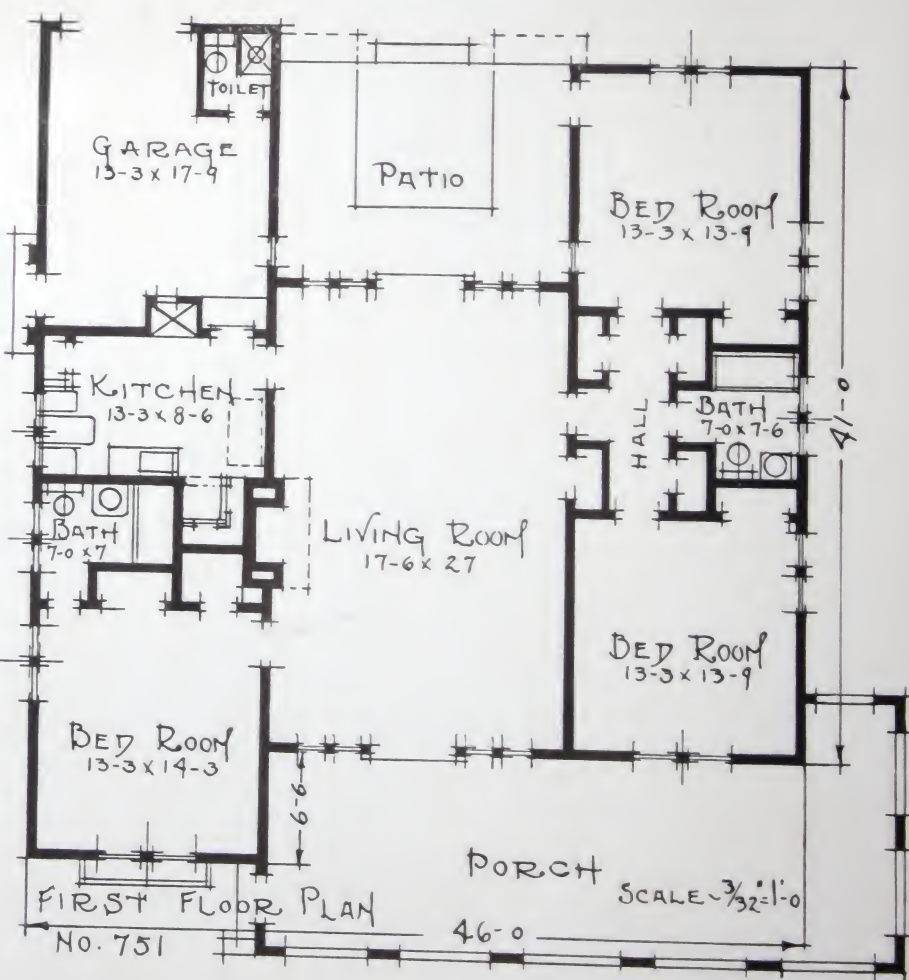 TOILET
GARAGE
13-3 x 17-9
PATIO
BED ROOM
13-3 x 13-9
KITCHEN
13-3 x 8-6
HALL
BATH
7-0 x 7-6
41-0
BATH
7-0 x 7
LIVING ROOM
17-6 x 27
BED ROOM
13-3 x 13-9
BED ROOM
13-3 x 14-3
6-6
PORCH
SCALE ~ 3/32" = 1'-0
FIRST FLOOR PLAN
NO. 751
46-0